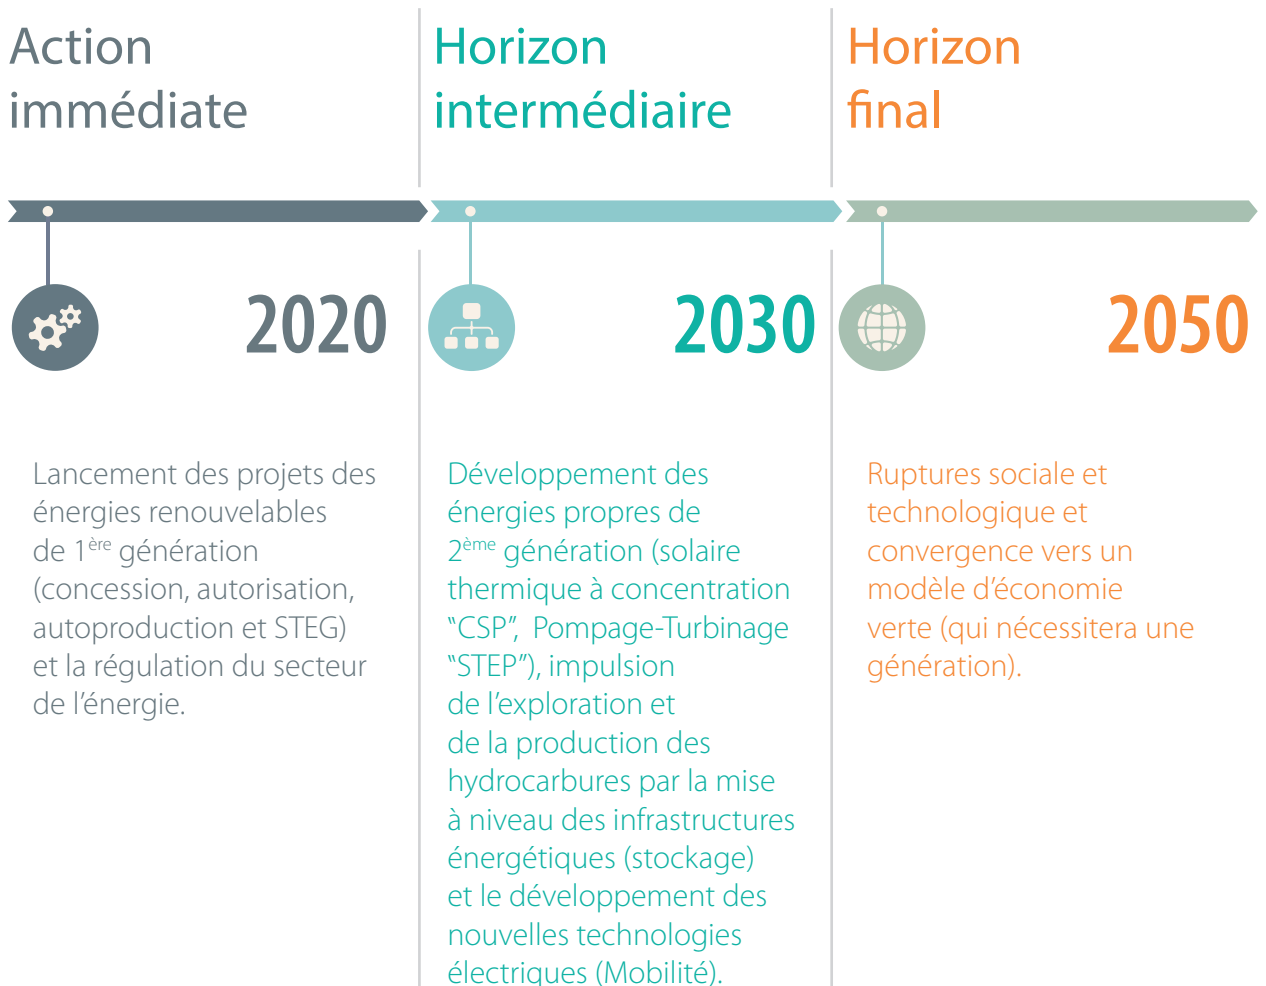 Action
immédiate
2020
Lancement des projets des
énergies renouvelables
de 1ère génération
(concession, autorisation,
autoproduction et STEG)
et la régulation du secteur
de l’énergie.
Horizon
intermédiaire
2030
Développement des
énergies propres de
2ème génération (solaire
thermique à concentration
“CSP”, Pompage-Turbinage
“STEP”), impulsion
de l’exploration et
de la production des
hydrocarbures par la mise
à niveau des infrastructures
énergétiques (stockage)
et le développement des
nouvelles technologies
électriques (Mobilité).
Horizon
final
2050
Ruptures sociale et
technologique et
convergence vers un
modèle d’économie
verte (qui nécessitera une
génération).